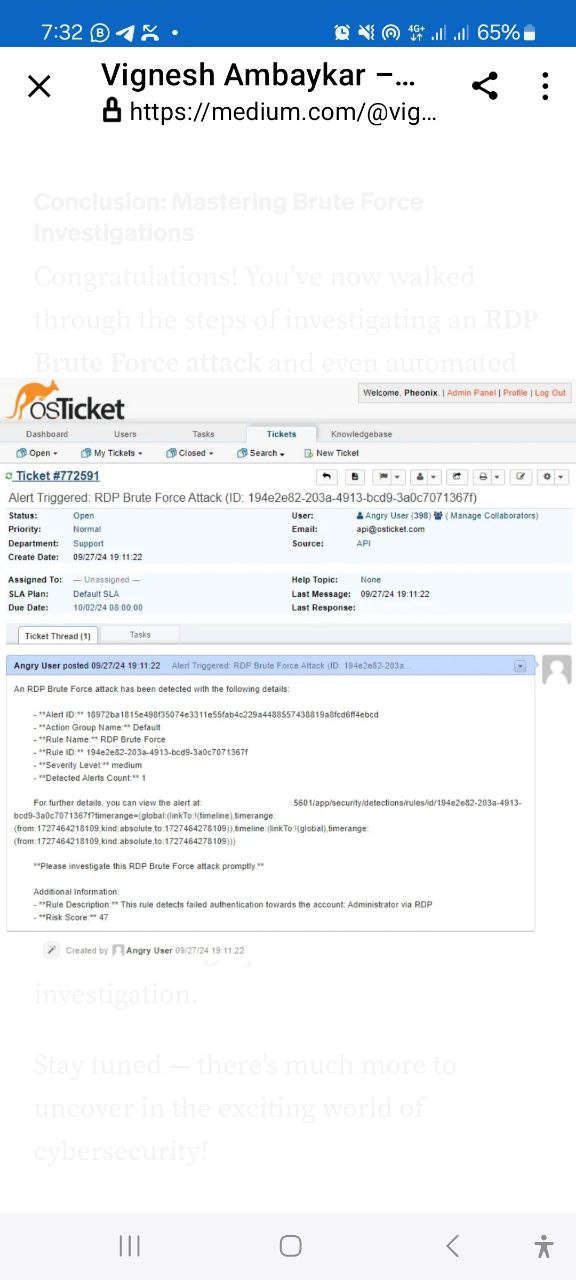 7:32
4G+
65%
Vignesh Ambaykar –...
https://medium.com/@vig...
Conclusion: Mastering Brute Force
Investigations
Congratulations! You've now walked
through the steps of investigating an RDP
Brute Force attack and even automated
osTicket
Welcome, Pheonix. | Admin Panel | Profile | Log Out
Dashboard Users Tasks Tickets Knowledgebase
Open My Tickets Closed Search New Ticket
Ticket #772591
Alert Triggered: RDP Brute Force Attack (ID: 194e2e82-203a-4913-bcd9-3a0c7071367f)
Status: Open User: Angry User (398) ( Manage Collaborators)
Priority: Normal Email: api@osticket.com
Department: Support Source: API
Create Date: 09/27/24 19:11:22
Assigned To: — Unassigned — Help Topic: None
SLA Plan: Default SLA Last Message: 09/27/24 19:11:22
Due Date: 10/02/24 08:00:00 Last Response:
Ticket Thread (1) Tasks
Angry User posted 09/27/24 19:11:22 Alert Triggered: RDP Brute Force Attack (ID: 194e2e82-203a...
An RDP Brute Force attack has been detected with the following details:
- **Alert ID:** 18972ba1815e498f35074e3311e55fab4c229a4488557438819a8fcd6ff4ebcd
- **Action Group Name:** Default
- **Rule Name:** RDP Brute Force
- **Rule ID:** 194e2e82-203a-4913-bcd9-3a0c7071367f
- **Severity Level:** medium
- **Detected Alerts Count:** 1
For further details, you can view the alert at: 5601/app/security/detections/rules/id/194e2e82-203a-4913-
bcd9-3a0c7071367f?timerange=(global:(linkTo:!(timeline),timerange:
(from:1727464218109,kind:absolute,to:1727464278109)),timeline:(linkTo:!(global),timerange:
(from:1727464218109,kind:absolute,to:1727464278109)))
**Please investigate this RDP Brute Force attack promptly.**
Additional Information:
- **Rule Description:** This rule detects failed authentication towards the account: Administrator via RDP
- **Risk Score:** 47
Created by Angry User 09/27/24 19:11:22
investigation.
Stay tuned — there's much more to
uncover in the exciting world of
cybersecurity!